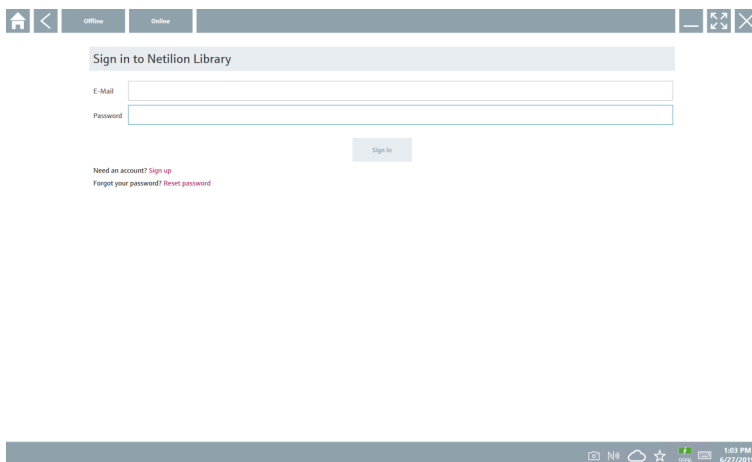 Offline Online
Sign in to Netilion Library
E-Mail
Password
Sign in
Need an account? Sign up
Forgot your password? Reset password
99%
1:03 PM